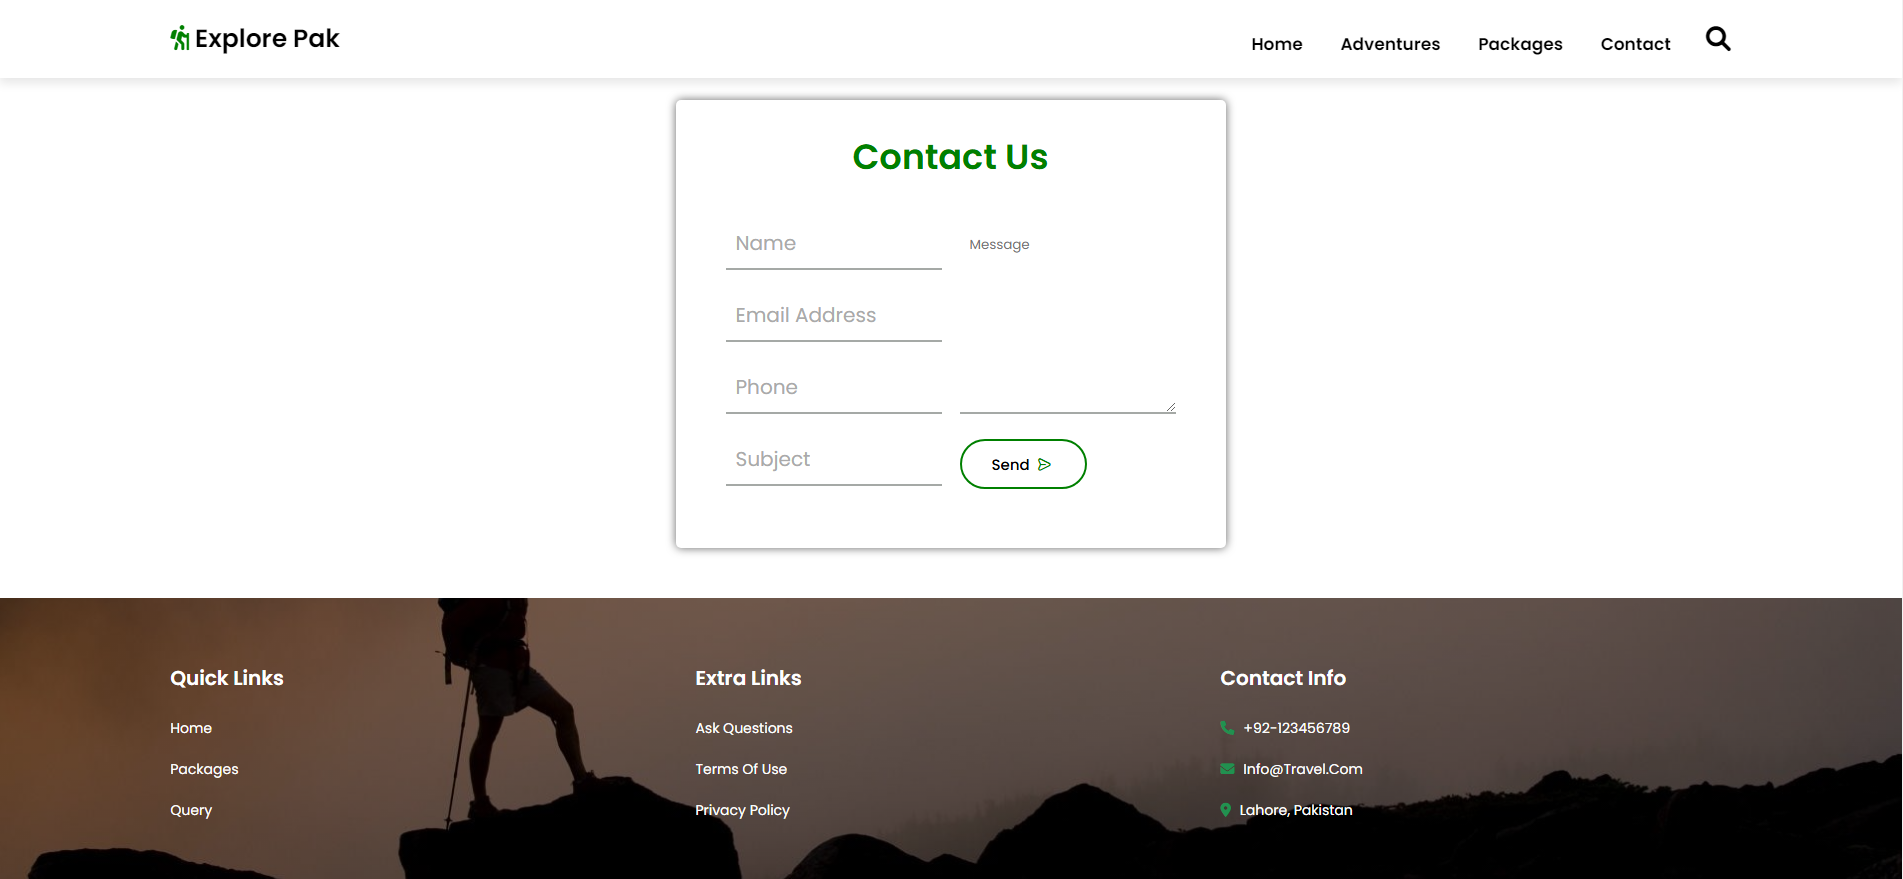 Explore Pak
Home Adventures Packages Contact
Contact Us
Name
Message
Email Address
Phone
Subject
Send
Quick Links
Home
Packages
Query
Extra Links
Ask Questions
Terms Of Use
Privacy Policy
Contact Info
+92-123456789
Info@Travel.Com
Lahore, Pakistan